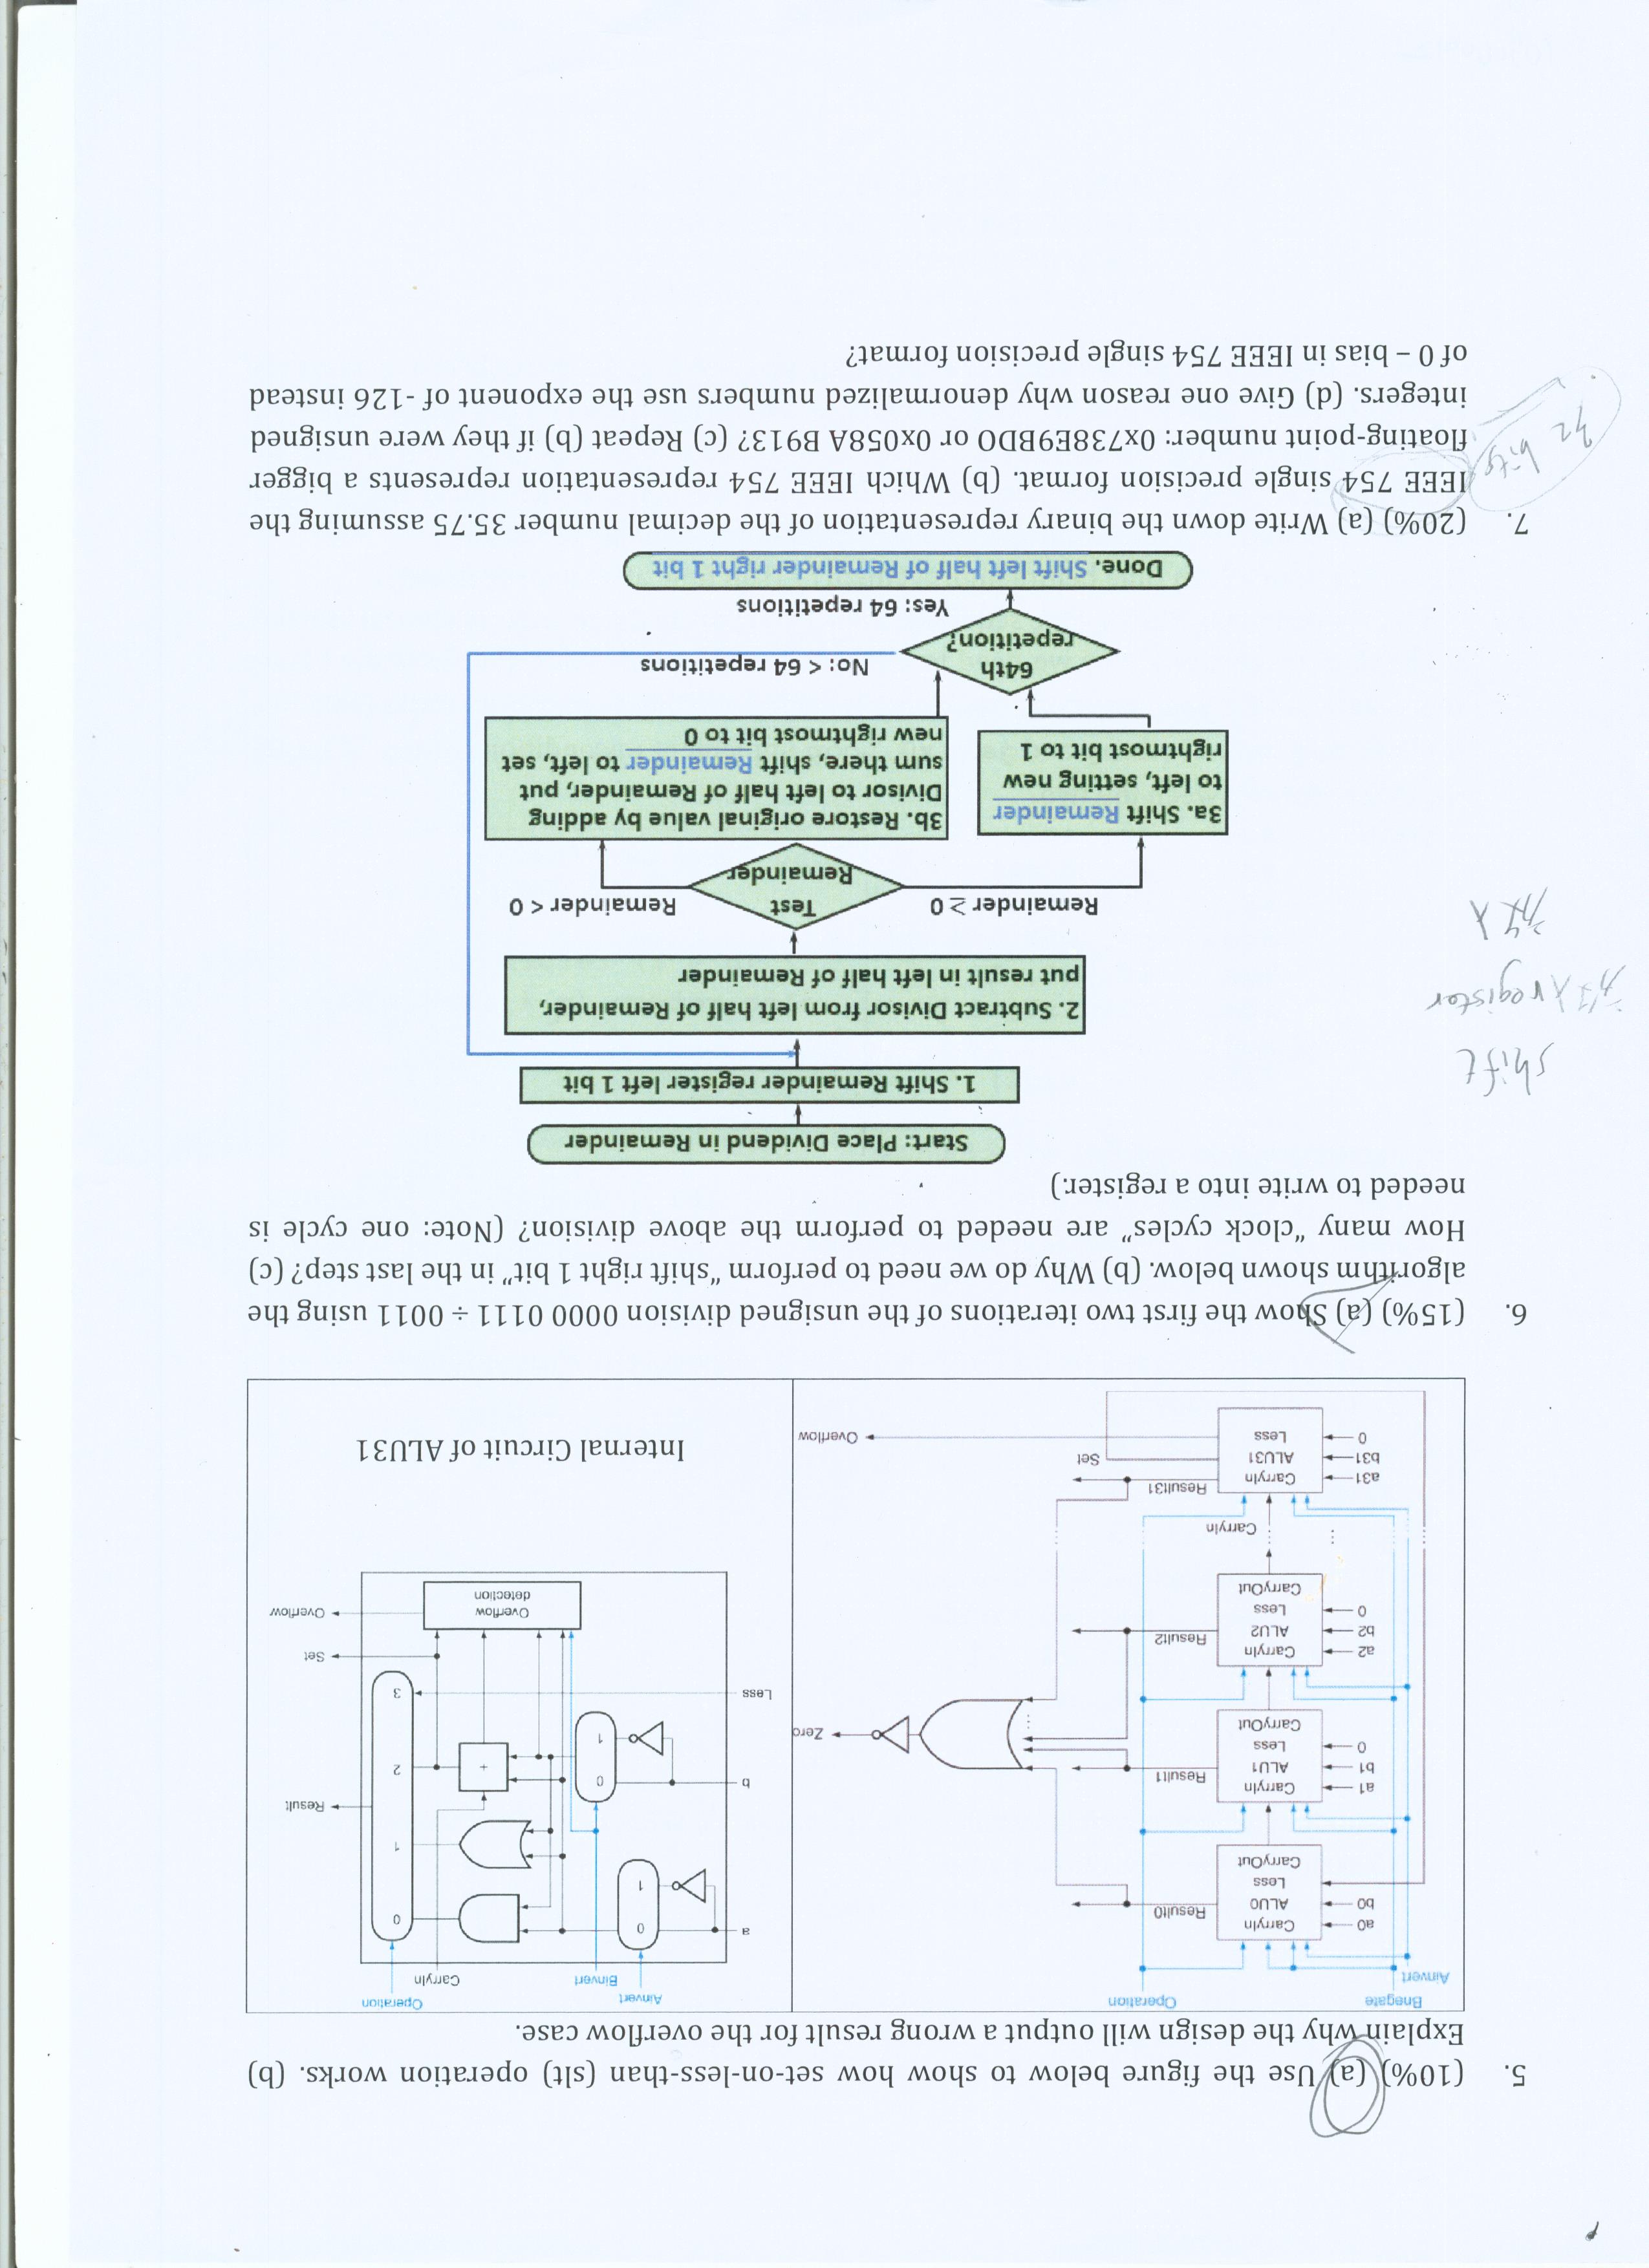 5. (10%) (a) Use the figure below to show how set-on-less-than (slt) operation works. (b)
Explain why the design will output a wrong result for the overflow case.
Bnegate
Operation
Ainvert
a0
b0
CarryIn
ALU0
Less
CarryOut
Result0
a1
b1
0
CarryIn
ALU1
Less
CarryOut
Result1
Zero
a2
b2
0
CarryIn
ALU2
Less
CarryOut
Result2
CarryIn
a31
b31
0
CarryIn
ALU31
Less
Result31
Set
Overflow
Ainvert
Binvert
CarryIn
Operation
a
0
1
0
1
b
0
1
+
2
Result
Less
3
Set
Overflow
detection
Overflow
Internal Circuit of ALU31
6. (15%) (a) Show the first two iterations of the unsigned division 0000 0111 ÷ 0011 using the
algorithm shown below. (b) Why do we need to perform “shift right 1 bit” in the last step? (c)
How many “clock cycles” are needed to perform the above division? (Note: one cycle is
needed to write into a register.)
Start: Place Dividend in Remainder
1. Shift Remainder register left 1 bit
shift
放入register
放入
2. Subtract Divisor from left half of Remainder,
put result in left half of Remainder
Remainder ≥ 0
Test
Remainder
Remainder < 0
3a. Shift Remainder
to left, setting new
rightmost bit to 1
3b. Restore original value by adding
Divisor to left half of Remainder, put
sum there, shift Remainder to left, set
new rightmost bit to 0
64th
repetition?
No: < 64 repetitions
Yes: 64 repetitions
Done. Shift left half of Remainder right 1 bit
7. (20%) (a) Write down the binary representation of the decimal number 35.75 assuming the
IEEE 754 single precision format. (b) Which IEEE 754 representation represents a bigger
floating-point number: 0x738E9BDO or 0x058A B913? (c) Repeat (b) if they were unsigned
integers. (d) Give one reason why denormalized numbers use the exponent of -126 instead
of 0 – bias in IEEE 754 single precision format?
32 bits